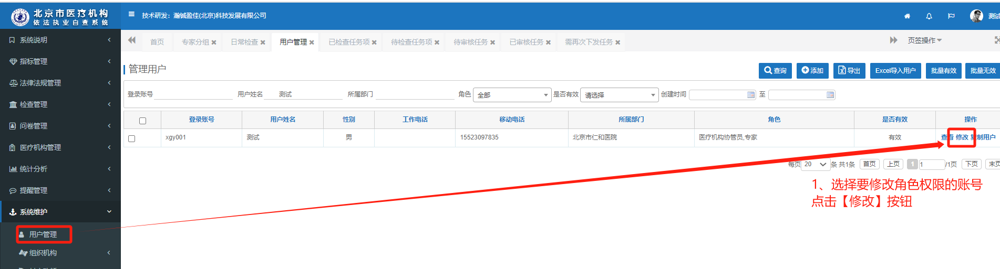 北京市医疗机构
依法执业自查系统
技术研发：瀚铖盈佳(北京)科技发展有限公司
测试
系统说明
指标管理
法律法规管理
检查管理
问卷管理
医疗机构管理
统计分析
提醒管理
系统维护
用户管理
组织机构
首页 专家分组 日常检查 用户管理 已检查任务项 待检查任务项 待审核任务 已审核任务 需再次下发任务 页签操作
管理用户
查询 添加 导出 Excel导入用户 批量有效 批量无效
登录账号 用户姓名 测试 所属部门 角色 全部 是否有效 请选择 创建时间 至
登录账号 用户姓名 性别 工作电话 移动电话 所属部门 角色 是否有效 操作
xgy001 测试 男 15523097835 北京市仁和医院 医疗机构协管员,专家 有效 查看 修改 复制用户
每页 20 条 共1条 首页 上页 1 1 /1页 下页 末页
1、选择要修改角色权限的账号
点击【修改】按钮